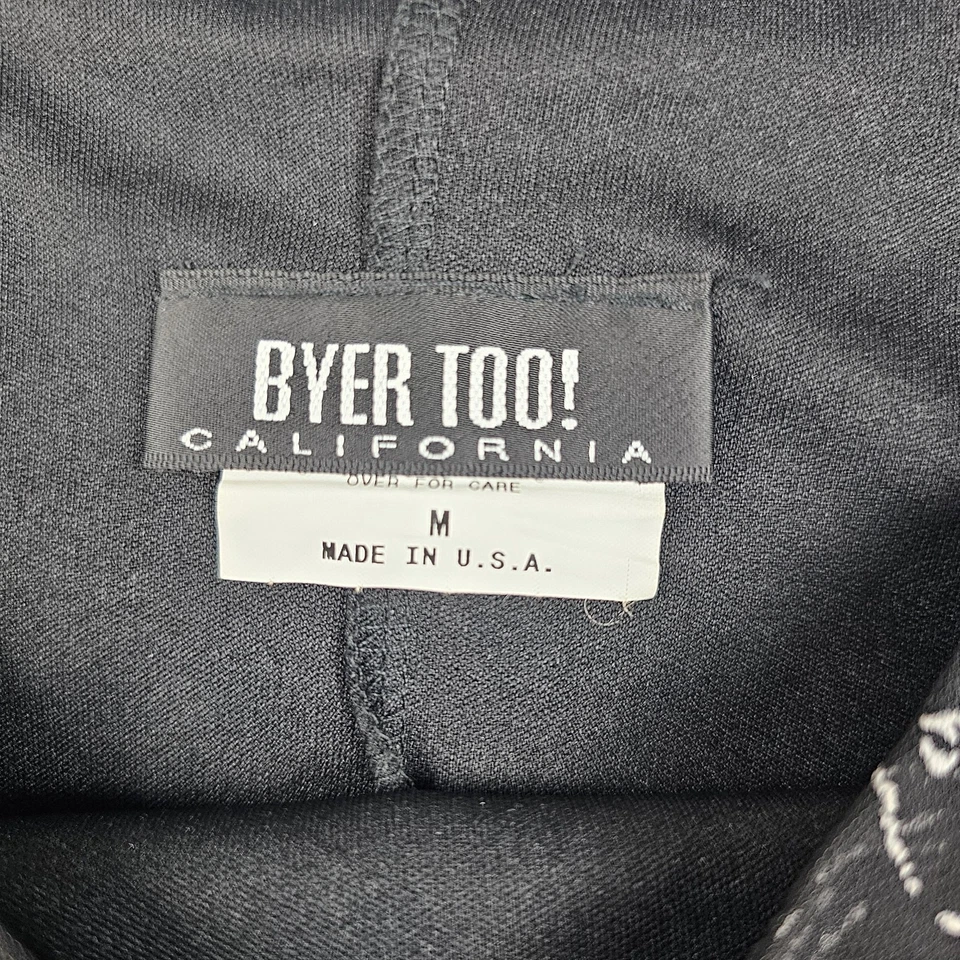 BYER TOO!
CALIFORNIA
OVER FOR CARE
M
MADE IN U.S.A.